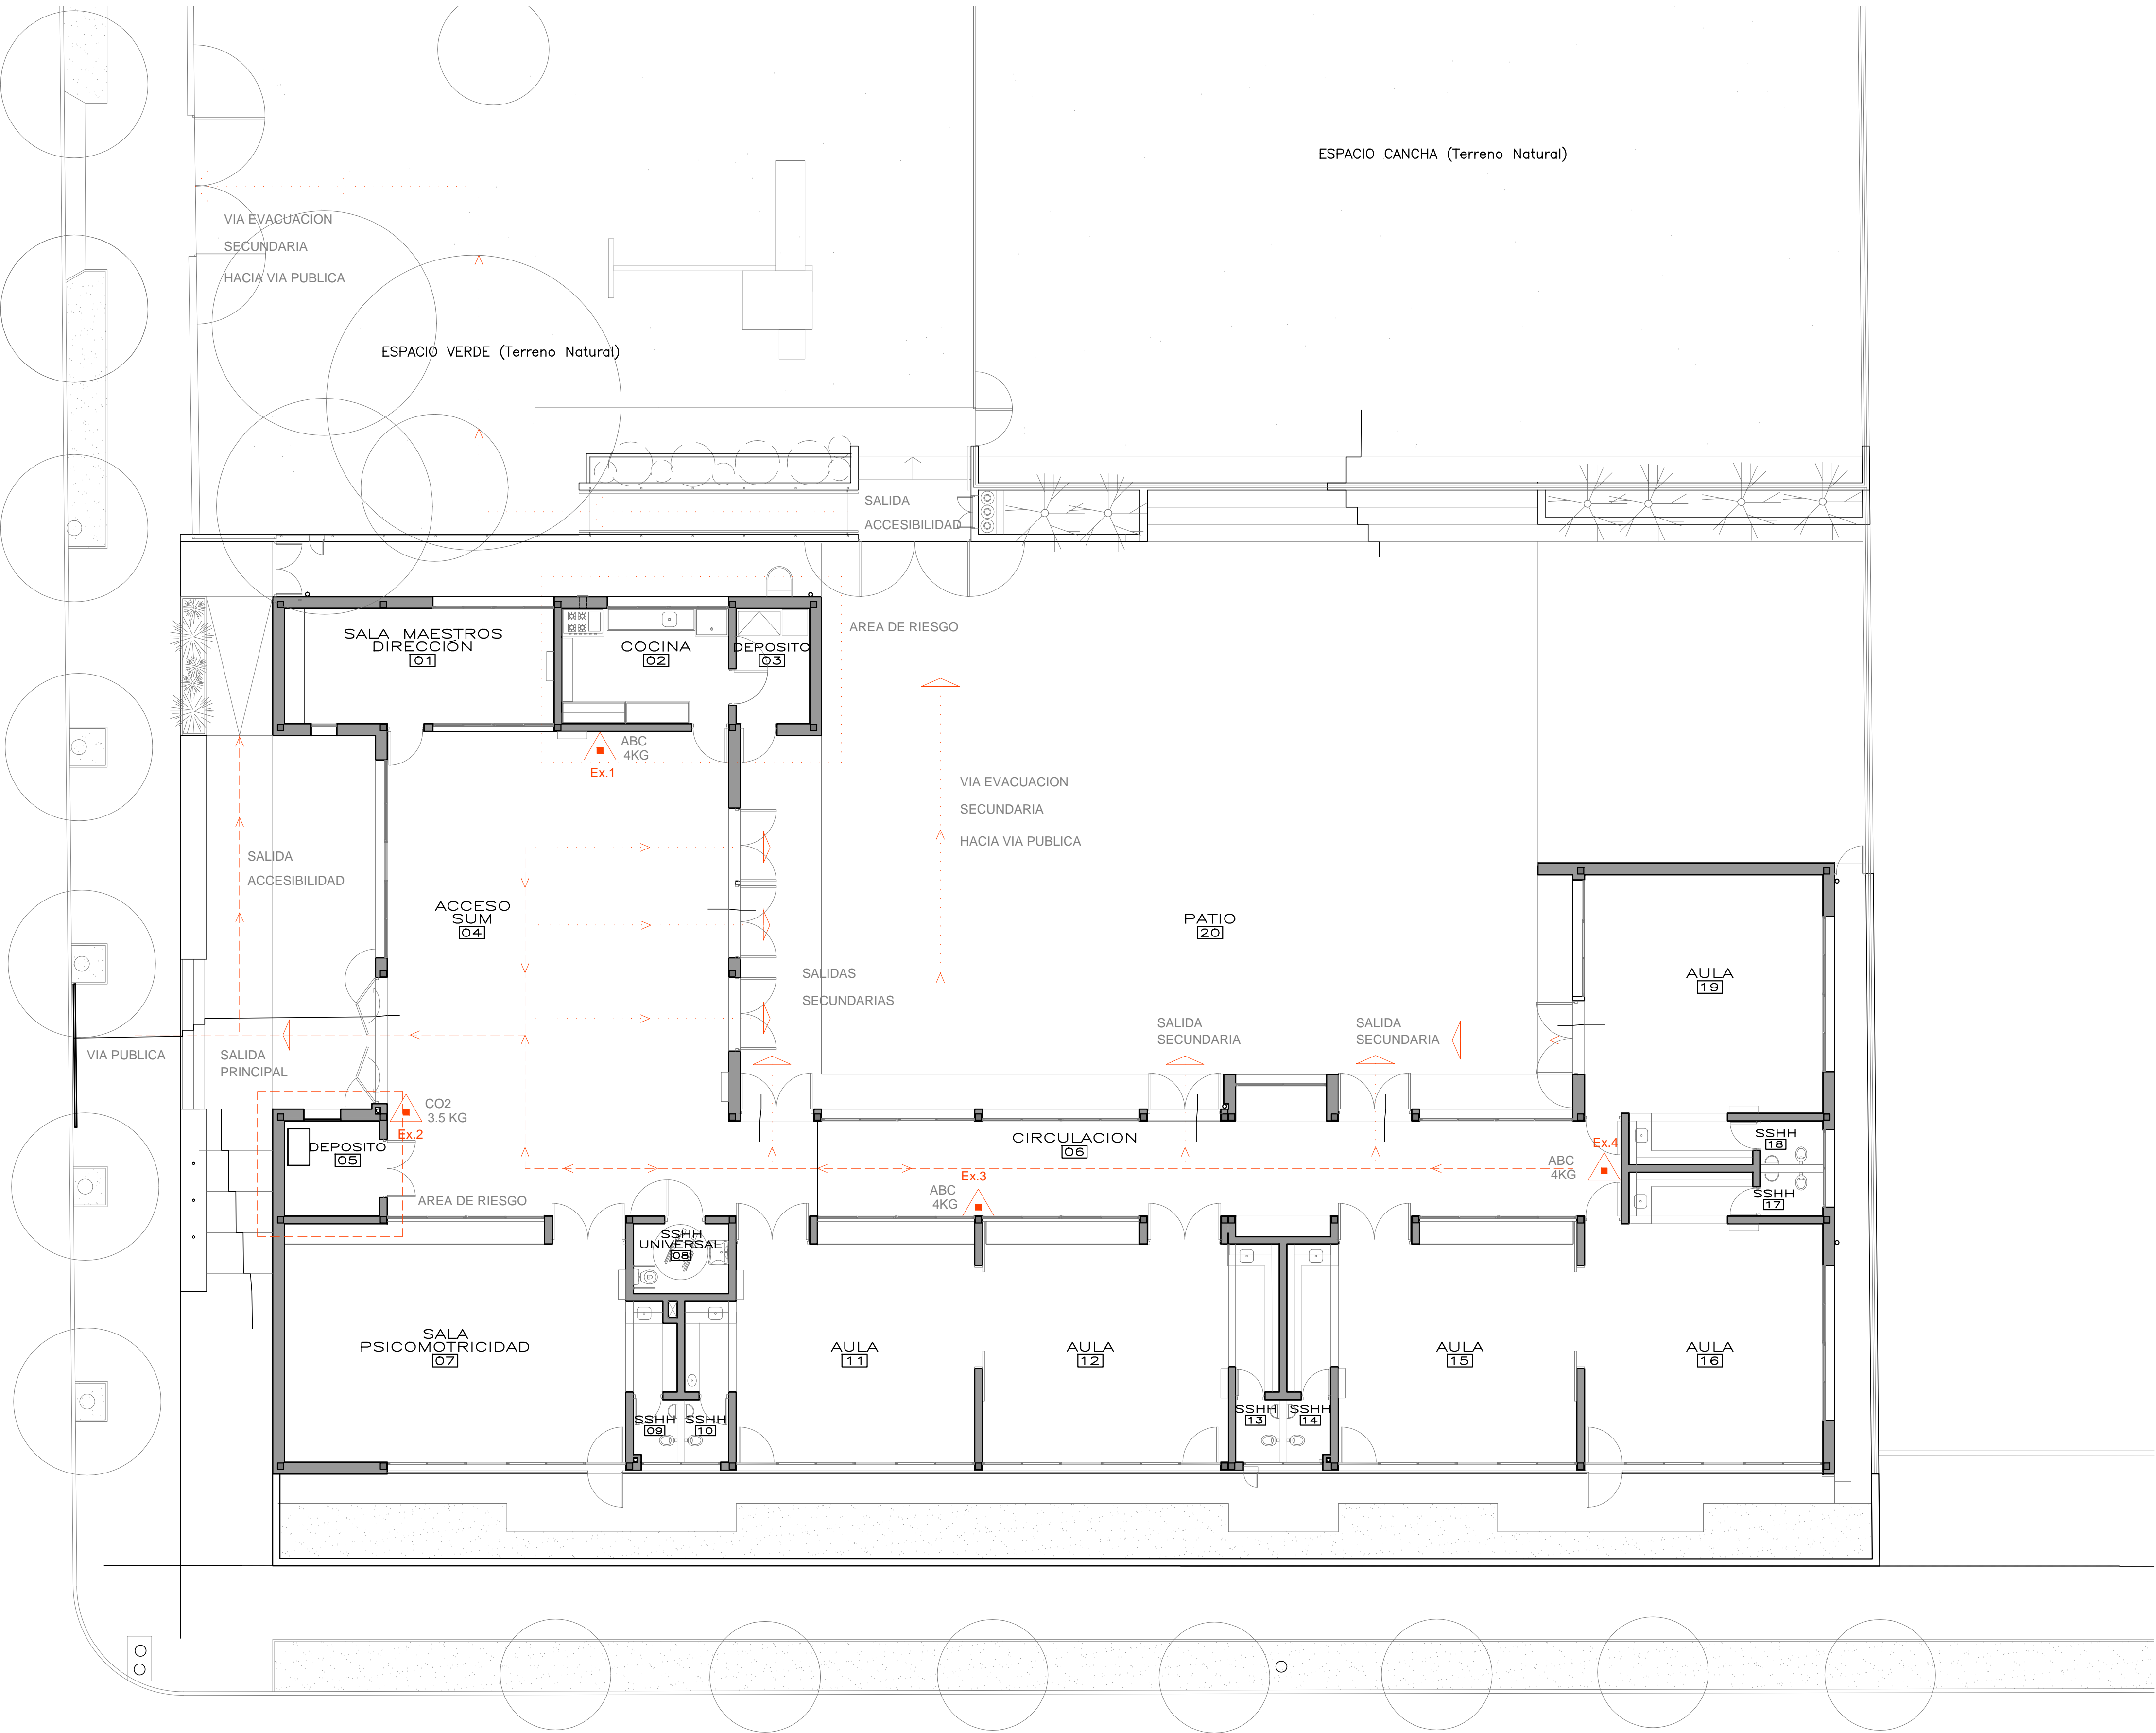 ESPACIO CANCHA (Terreno Natural)
VIA EVACUACION
SECUNDARIA
HACIA VIA PUBLICA
ESPACIO VERDE (Terreno Natural)
SALIDA
ACCESIBILIDAD
AREA DE RIESGO
SALA MAESTROS
DIRECCIÓN
01
COCINA
02
DEPOSITO
03
ABC
4KG
Ex.1
VIA EVACUACION
SECUNDARIA
HACIA VIA PUBLICA
SALIDA
ACCESIBILIDAD
ACCESO
SUM
04
PATIO
20
SALIDAS
SECUNDARIAS
AULA
19
SALIDA
SECUNDARIA
SALIDA
SECUNDARIA
VIA PUBLICA
SALIDA
PRINCIPAL
CO2
3.5 KG
Ex.2
DEPOSITO
05
AREA DE RIESGO
CIRCULACION
06
Ex.3
ABC
4KG
Ex.4
ABC
4KG
SSHH
18
SSHH
17
SSHH
UNIVERSAL
08
SALA
PSICOMOTRICIDAD
07
AULA
11
AULA
12
AULA
15
AULA
16
SSHH
09
SSHH
10
SSHH
13
SSHH
14